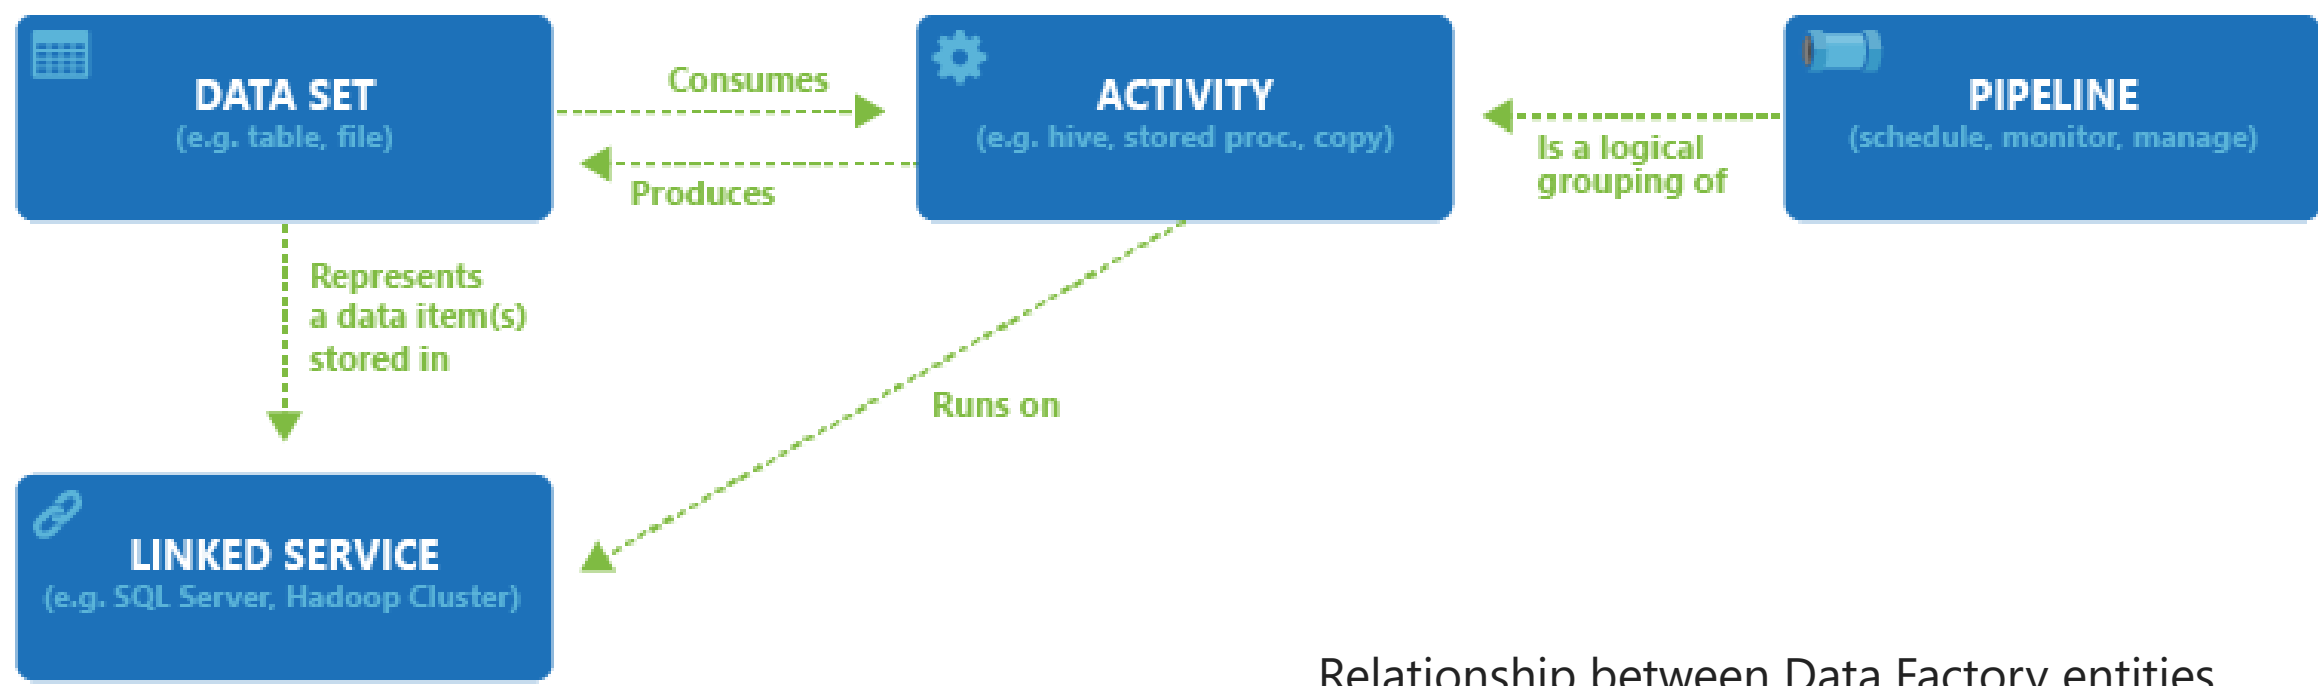 DATA SET
(e.g. table, file)
Consumes
Produces
ACTIVITY
(e.g. hive, stored proc., copy)
Is a logical
grouping of
PIPELINE
(schedule, monitor, manage)
Represents
a data item(s)
stored in
Runs on
LINKED SERVICE
(e.g. SQL Server, Hadoop Cluster)
Relationship between Data Factory entities